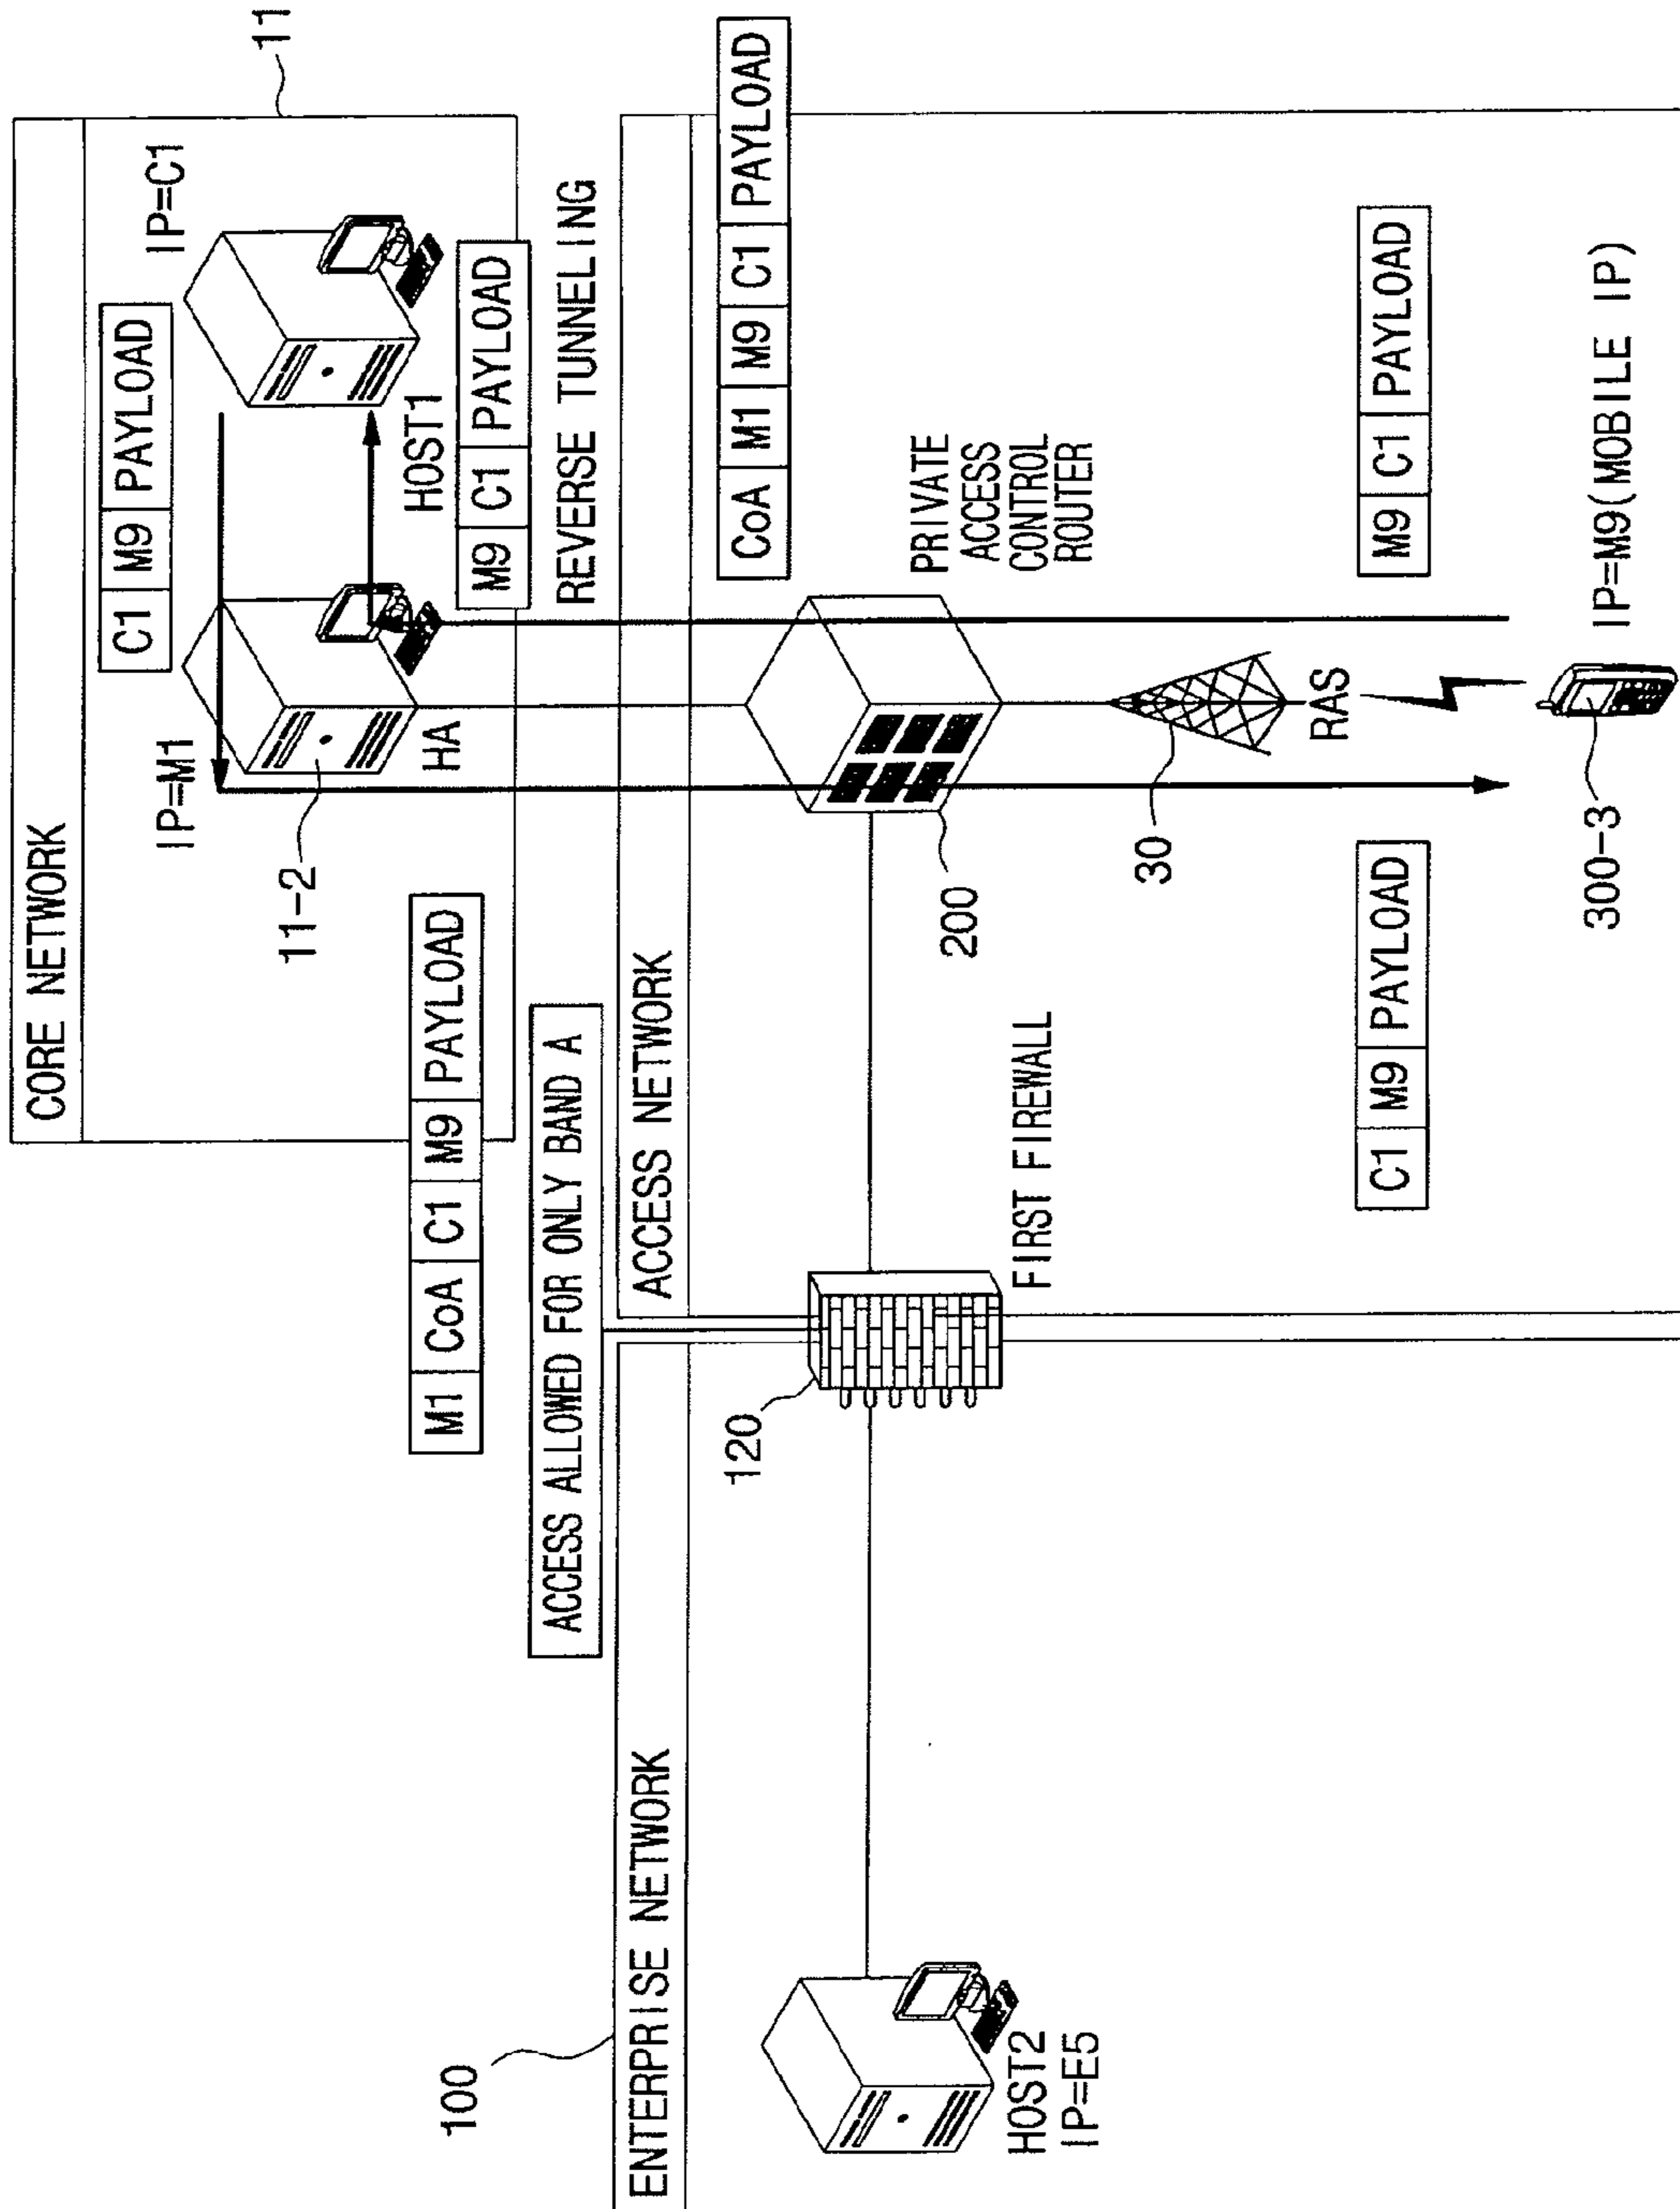 CORE NETWORK
11
C1 M9 PAYLOAD
IP=M1
IP=C1
11-2
HA
HOST1
M1 CoA C1 M9 PAYLOAD
M9 C1 PAYLOAD
ACCESS ALLOWED FOR ONLY BAND A
REVERSE TUNNELING
100
ENTERPRISE NETWORK
ACCESS NETWORK
CoA M1 M9 C1 PAYLOAD
120
200
PRIVATE
ACCESS
CONTROL
ROUTER
HOST2
IP=E5
FIRST FIREWALL
30
RAS
C1 M9 PAYLOAD
M9 C1 PAYLOAD
300-3
IP=M9(MOBILE IP)